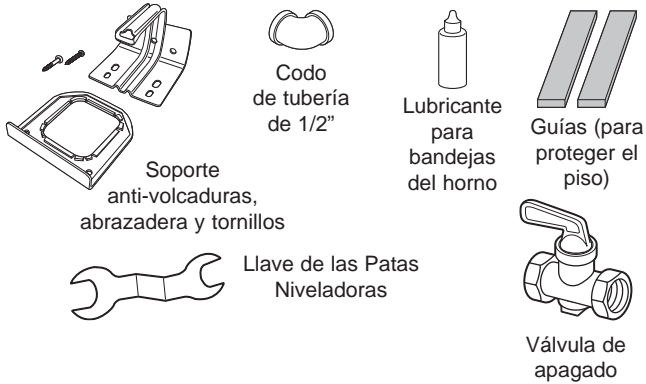 Codo
de tubería
de 1/2”
Lubricante
para
bandejas
del horno
Guías (para
proteger el
piso)
Soporte
anti-volcaduras,
abrazadera y tornillos
Llave de las Patas
Niveladoras
Válvula de
apagado